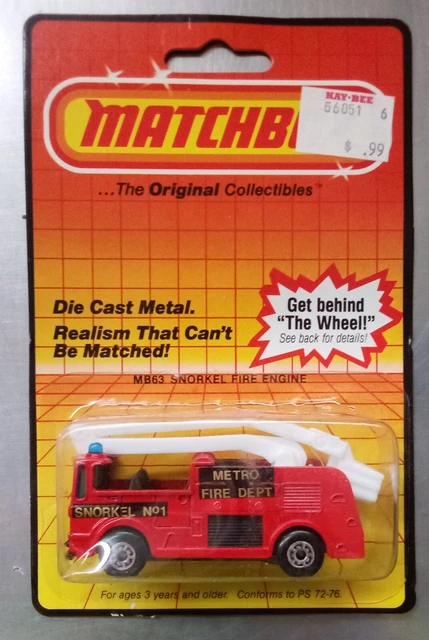 KAY·BEE
56051 6
$ .99
MATCHB
...The Original Collectibles™
Die Cast Metal.
Realism That Can't
Be Matched!
Get behind
"The Wheel!"
See back for details!
MB63 SNORKEL FIRE ENGINE
METRO
FIRE DEPT
SNORKEL Nº1
For ages 3 years and older. Conforms to PS 72-76.